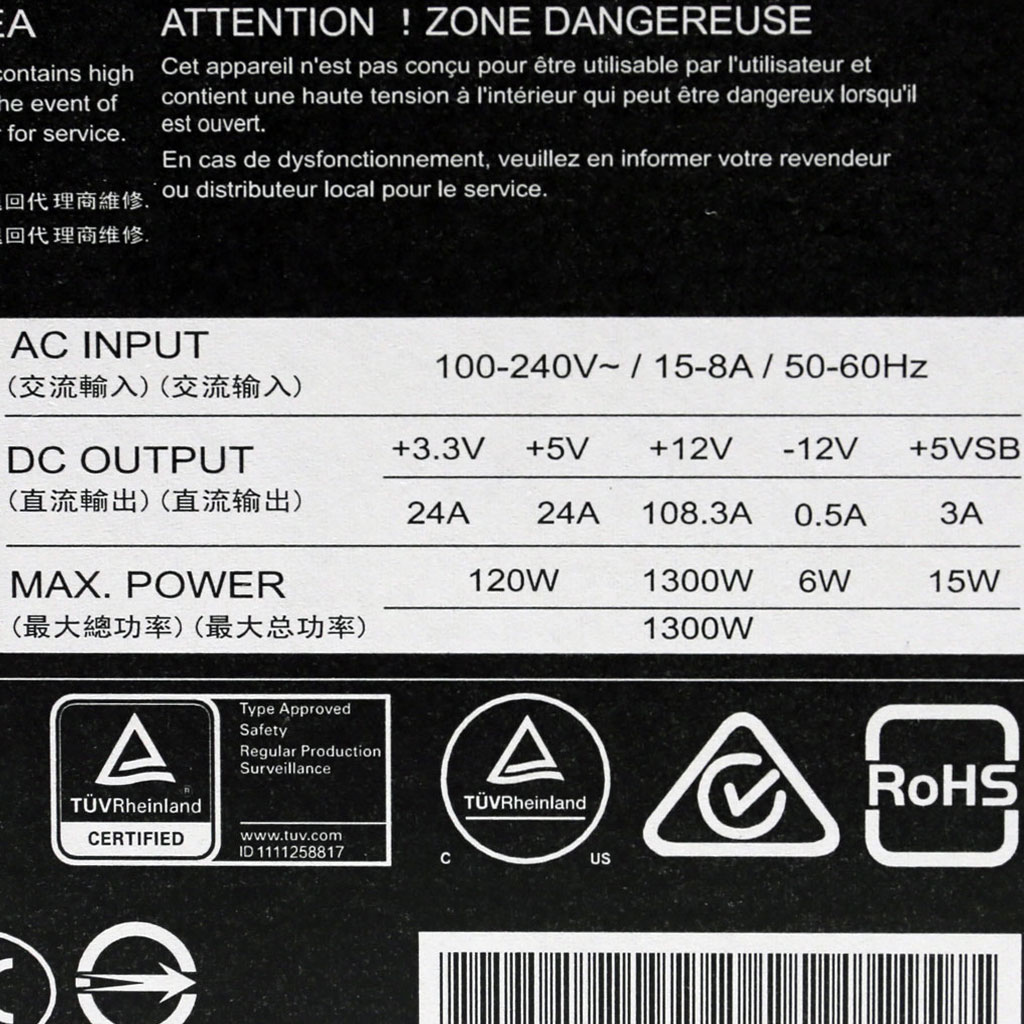 EA
contains high
he event of
for service.
回代理商維修.
回代理商维修.
ATTENTION ! ZONE DANGEREUSE
Cet appareil n'est pas conçu pour être utilisable par l'utilisateur et
contient une haute tension à l'intérieur qui peut être dangereux lorsqu'il
est ouvert.
En cas de dysfonctionnement, veuillez en informer votre revendeur
ou distributeur local pour le service.
AC INPUT
(交流輸入) (交流输入)
100-240V~ / 15-8A / 50-60Hz
DC OUTPUT
(直流輸出) (直流输出)
+3.3V +5V +12V -12V +5VSB
24A 24A 108.3A 0.5A 3A
MAX. POWER
(最大總功率) (最大总功率)
120W 1300W 6W 15W
1300W
TÜVRheinland
CERTIFIED
Type Approved
Safety
Regular Production
Surveillance
www.tuv.com
ID 1111258817
TÜVRheinland
C US
RoHS